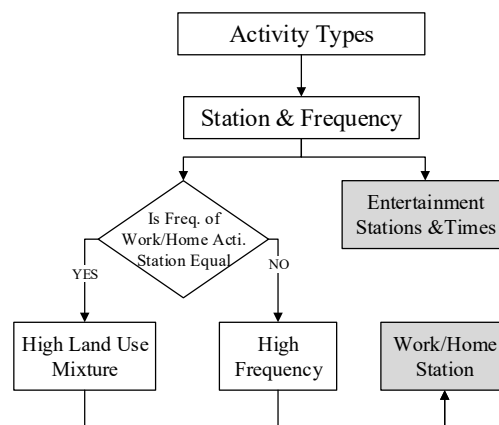 Activity Types
Station & Frequency
Is Freq. of
Work/Home Acti.
Station Equal
Entertainment
Stations &Times
YES
NO
High Land Use
Mixture
High
Frequency
Work/Home
Station